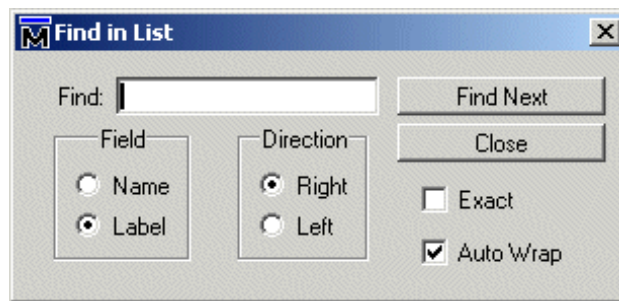 M Find in List
Find:
Find Next
Close
Field
Name
Label
Direction
Right
Left
Exact
Auto Wrap